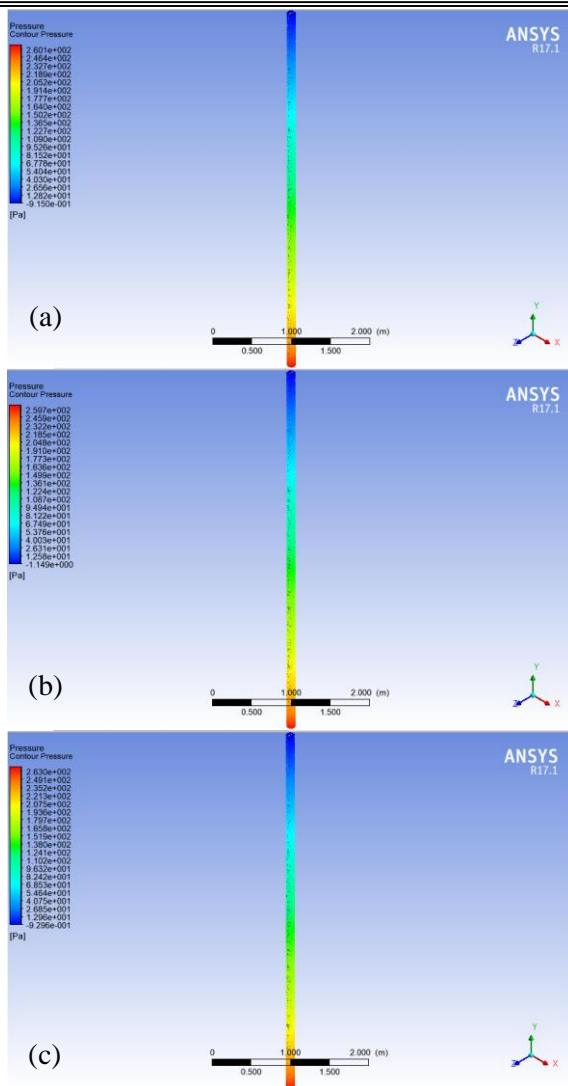 Pressure
Contour Pressure
2.601e+002
2.464e+002
2.327e+002
2.189e+002
2.052e+002
1.914e+002
1.777e+002
1.640e+002
1.502e+002
1.365e+002
1.227e+002
1.090e+002
9.526e+001
8.152e+001
6.778e+001
5.404e+001
4.030e+001
2.656e+001
1.282e+001
-9.150e-001
[Pa]
ANSYS
R17.1
(a)
0 1.000 2.000 (m)
0.500 1.500
Y
Z X
Pressure
Contour Pressure
2.597e+002
2.459e+002
2.322e+002
2.185e+002
2.048e+002
1.910e+002
1.773e+002
1.636e+002
1.499e+002
1.361e+002
1.224e+002
1.087e+002
9.494e+001
8.122e+001
6.749e+001
5.376e+001
4.003e+001
2.631e+001
1.258e+001
-1.149e+000
[Pa]
ANSYS
R17.1
(b)
0 1.000 2.000 (m)
0.500 1.500
Y
Z X
Pressure
Contour Pressure
2.630e+002
2.491e+002
2.352e+002
2.213e+002
2.075e+002
1.936e+002
1.797e+002
1.658e+002
1.519e+002
1.380e+002
1.241e+002
1.102e+002
9.632e+001
8.242e+001
6.853e+001
5.464e+001
4.075e+001
2.685e+001
1.296e+001
-9.296e-001
[Pa]
ANSYS
R17.1
(c)
0 1.000 2.000 (m)
0.500 1.500
Y
Z X